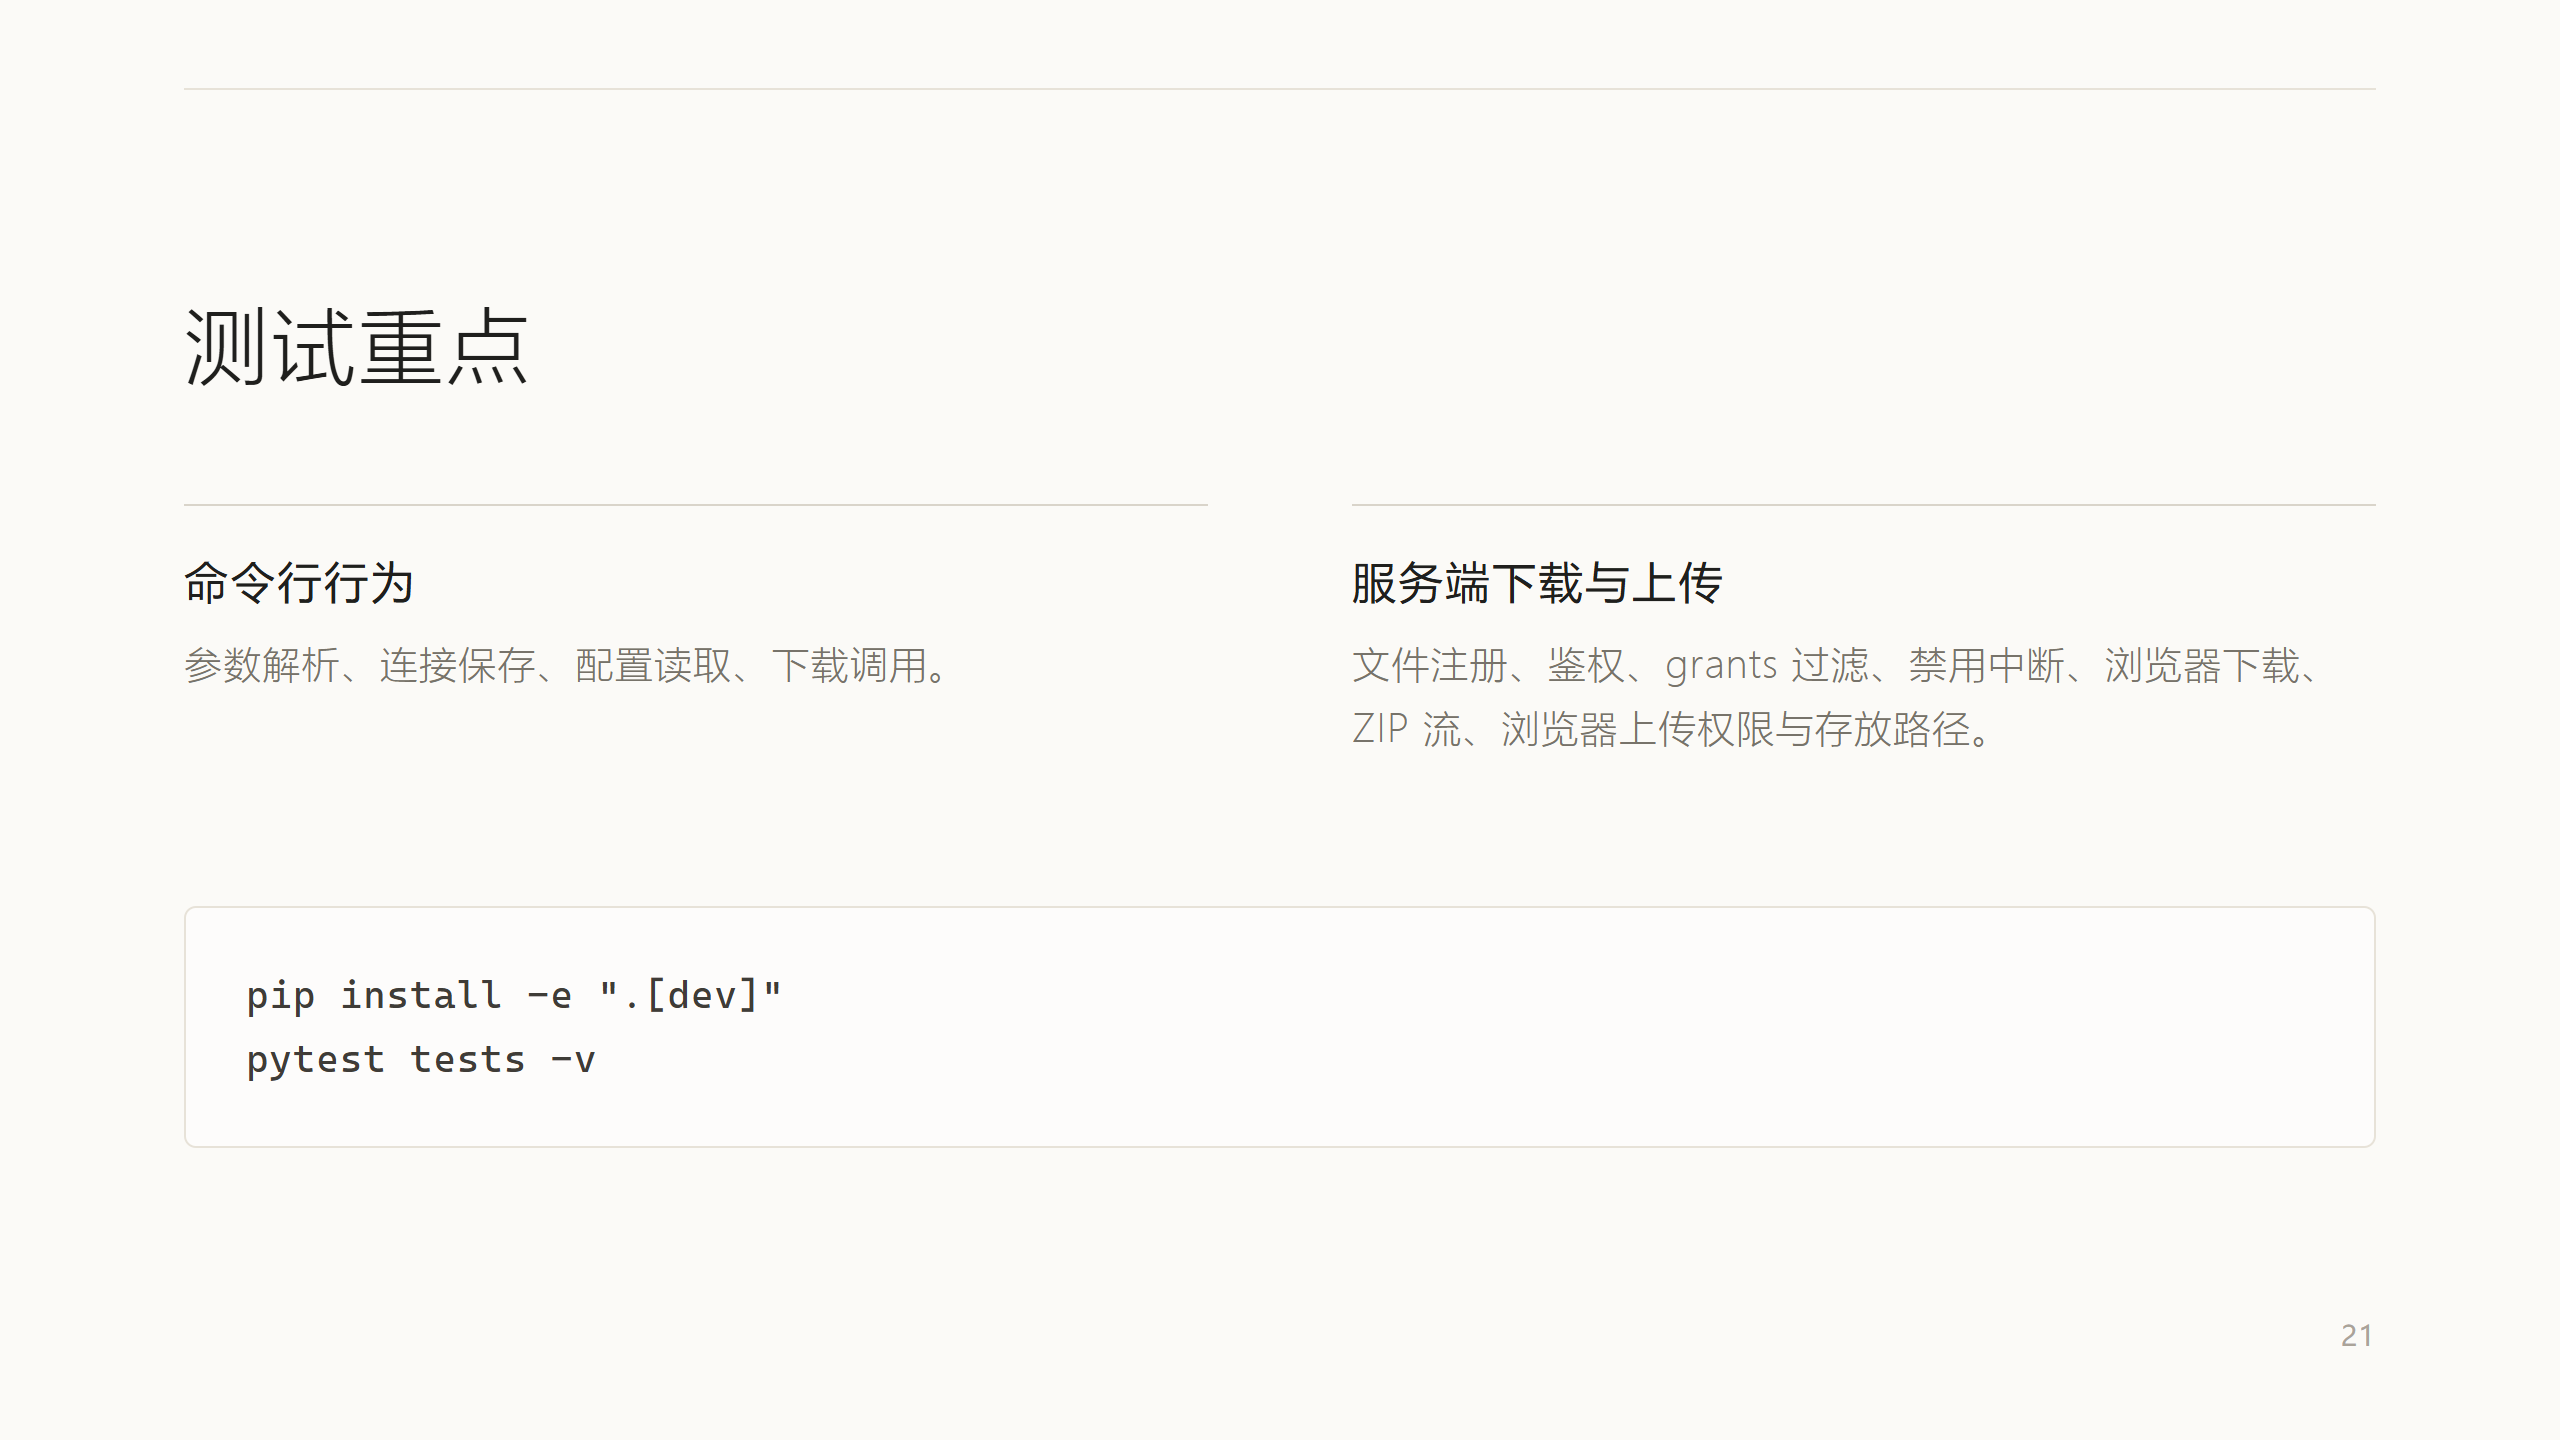 测试重点
命令行行为
参数解析、连接保存、配置读取、下载调用。
服务端下载与上传
文件注册、鉴权、grants 过滤、禁用中断、浏览器下载、
ZIP 流、浏览器上传权限与存放路径。
pip install -e ".[dev]"
pytest tests -v
21